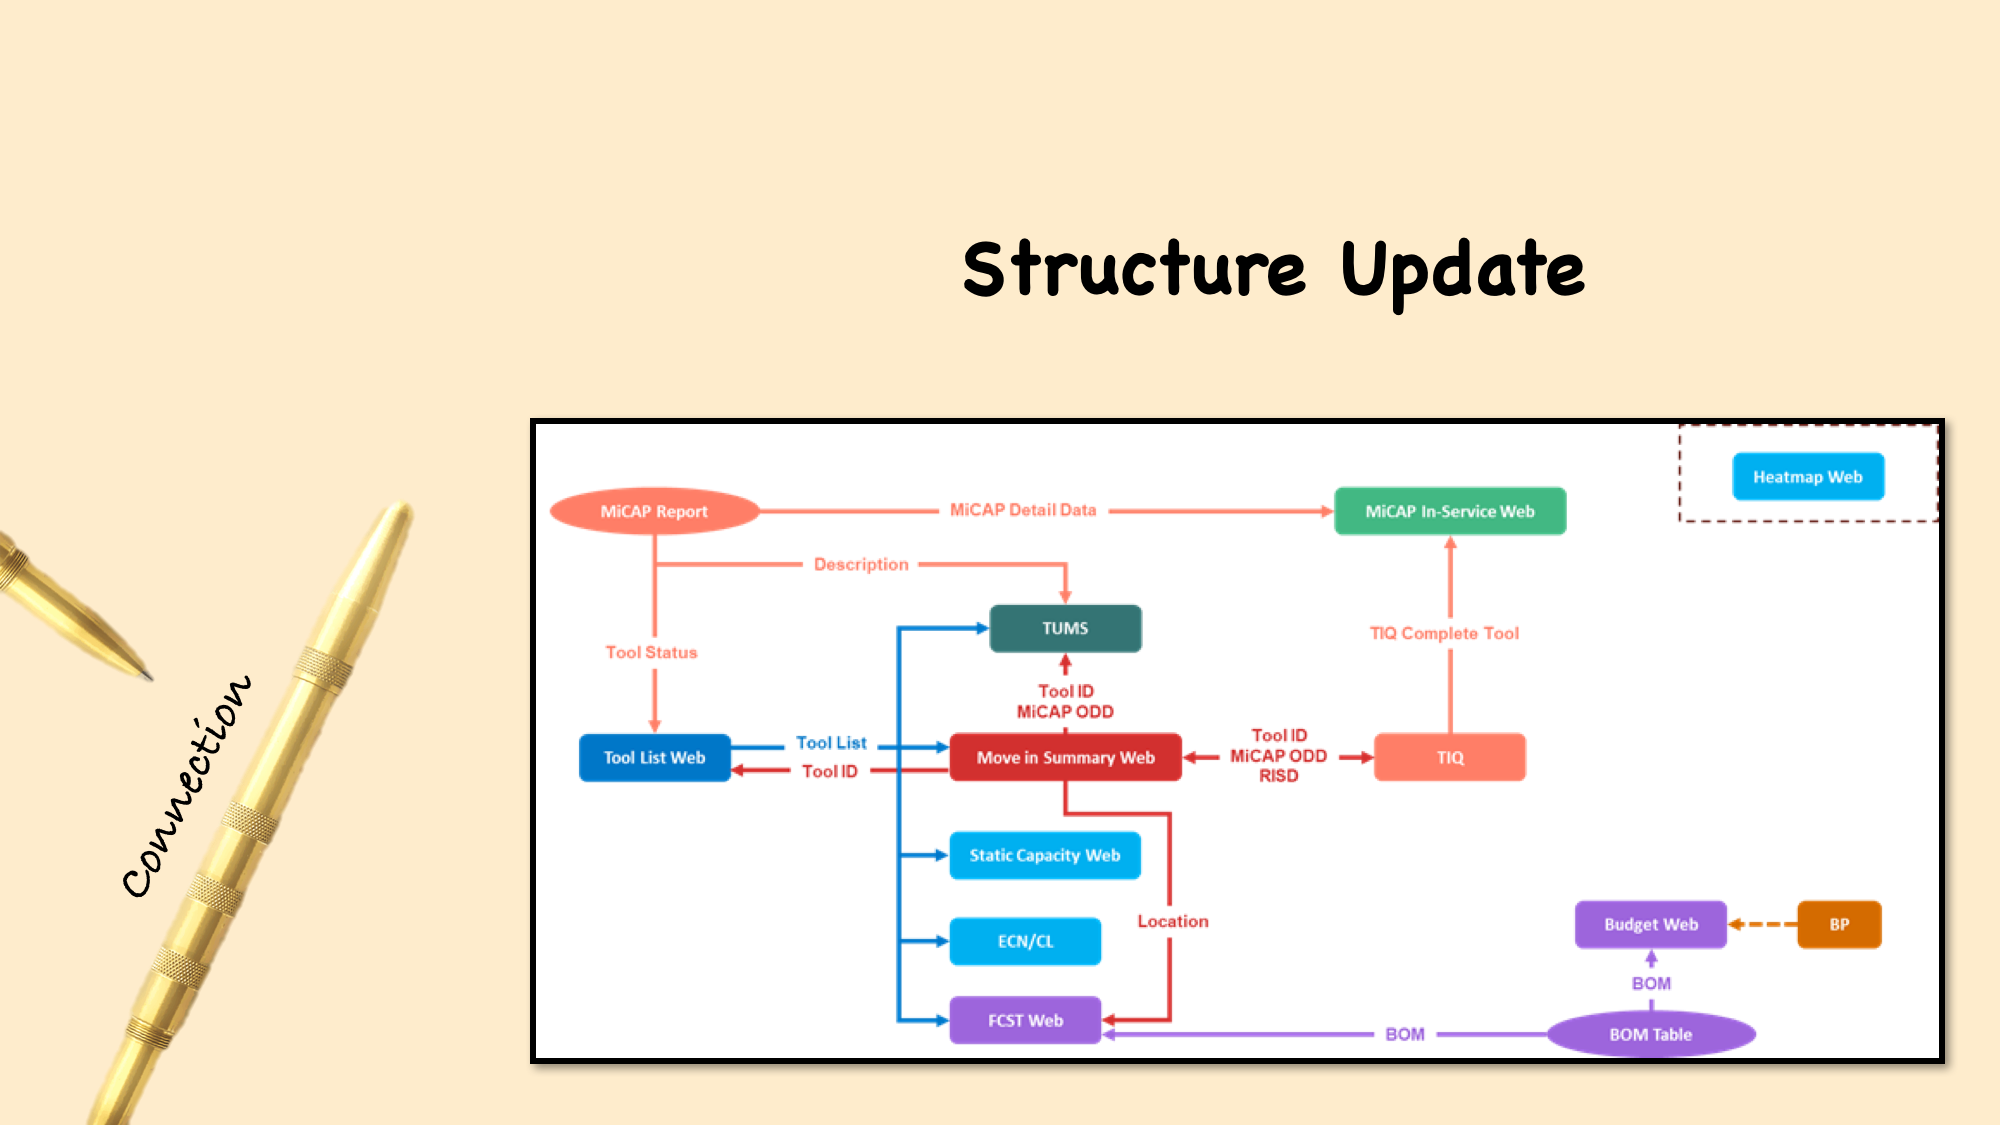 Structure Update
Connection
Heatmap Web
MiCAP Report
MiCAP Detail Data
MiCAP In-Service Web
Description
TUMS
TIQ Complete Tool
Tool Status
Tool ID
MiCAP ODD
Tool List Web
Tool List
Tool ID
Move in Summary Web
Tool ID
MiCAP ODD
RISD
TIQ
Static Capacity Web
Location
ECN/CL
Budget Web
BP
BOM
FCST Web
BOM
BOM Table